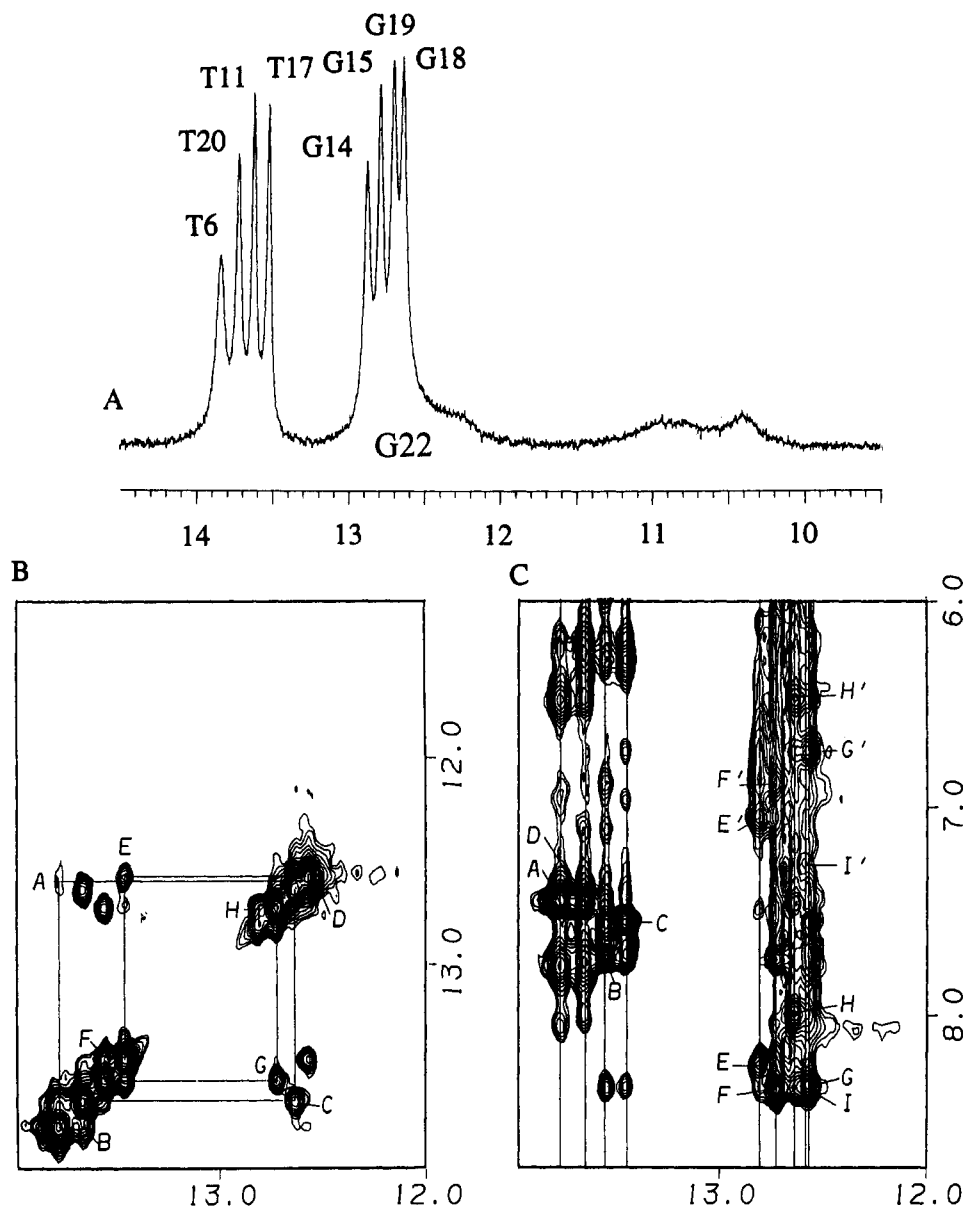 G19
T11 T17 G15 G18
T20 G14
T6
A
G22
14 13 12 11 10
B C
6.0
A E 12.0 H'
G'
F'
H D D 7.0
E'
A I'
13.0 C
F B H
8.0
G E G
B C F I
13.0 12.0 13.0 12.0